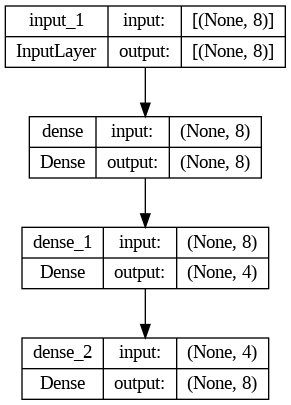 input_1 input: [(None, 8)]
InputLayer output: [(None, 8)]
dense input: (None, 8)
Dense output: (None, 8)
dense_1 input: (None, 8)
Dense output: (None, 4)
dense_2 input: (None, 4)
Dense output: (None, 8)